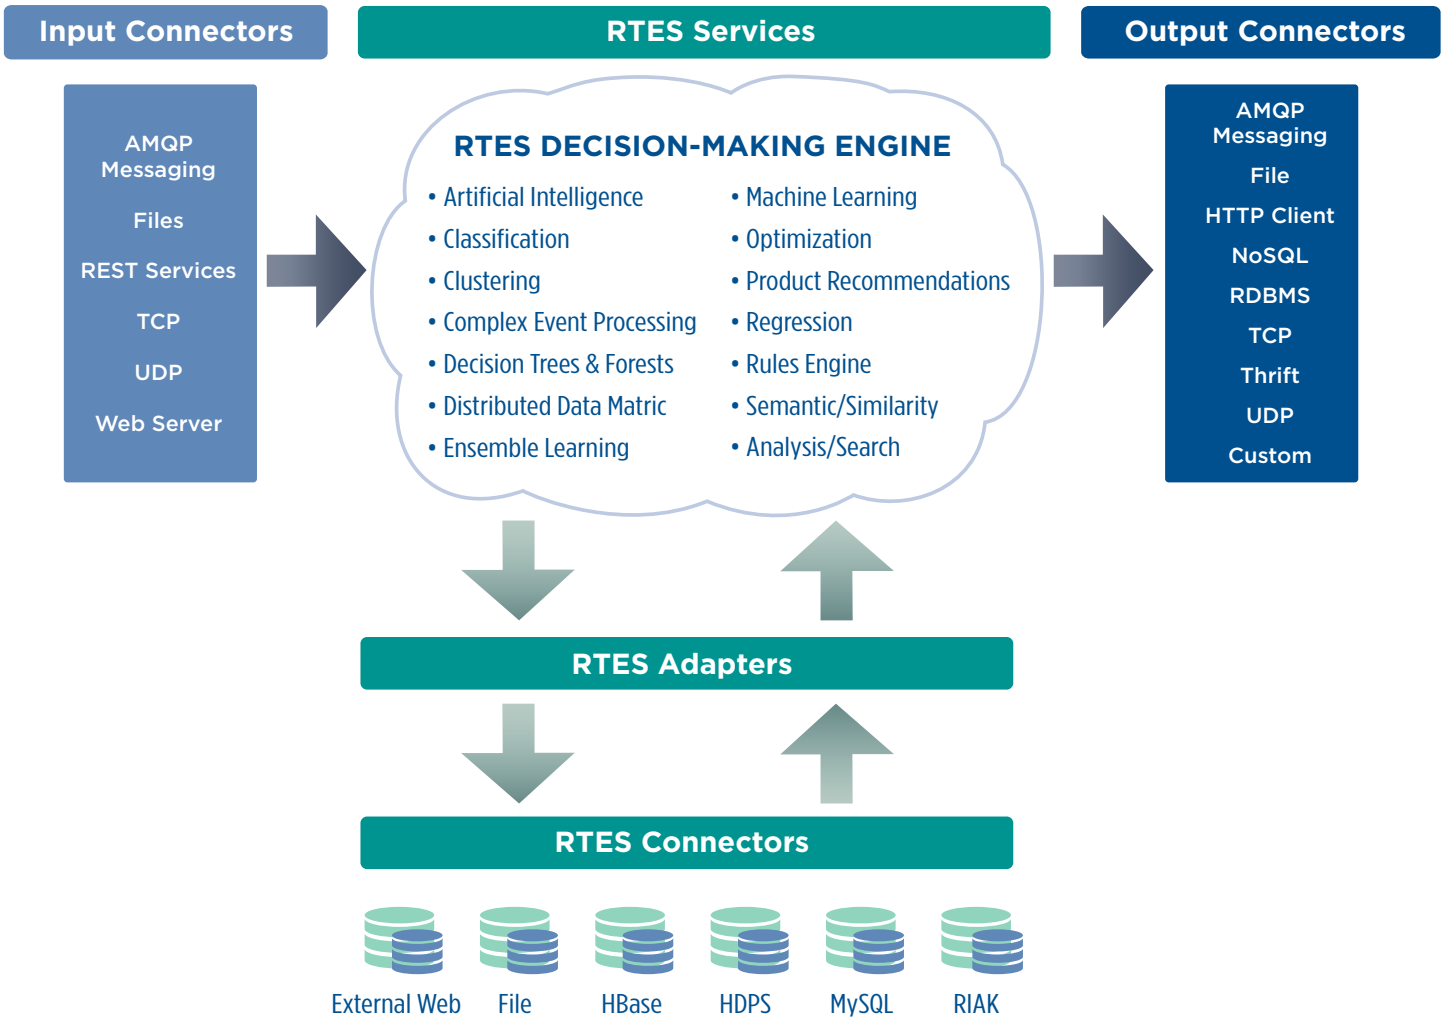 Input Connectors
RTES Services
Output Connectors
AMQP
Messaging
Files
REST Services
TCP
UDP
Web Server
RTES DECISION-MAKING ENGINE
• Artificial Intelligence
• Classification
• Clustering
• Complex Event Processing
• Decision Trees & Forests
• Distributed Data Matric
• Ensemble Learning
• Machine Learning
• Optimization
• Product Recommendations
• Regression
• Rules Engine
• Semantic/Similarity
• Analysis/Search
AMQP
Messaging
File
HTTP Client
NoSQL
RDBMS
TCP
Thrift
UDP
Custom
RTES Adapters
RTES Connectors
External Web
File
HBase
HDPS
MySQL
RIAK